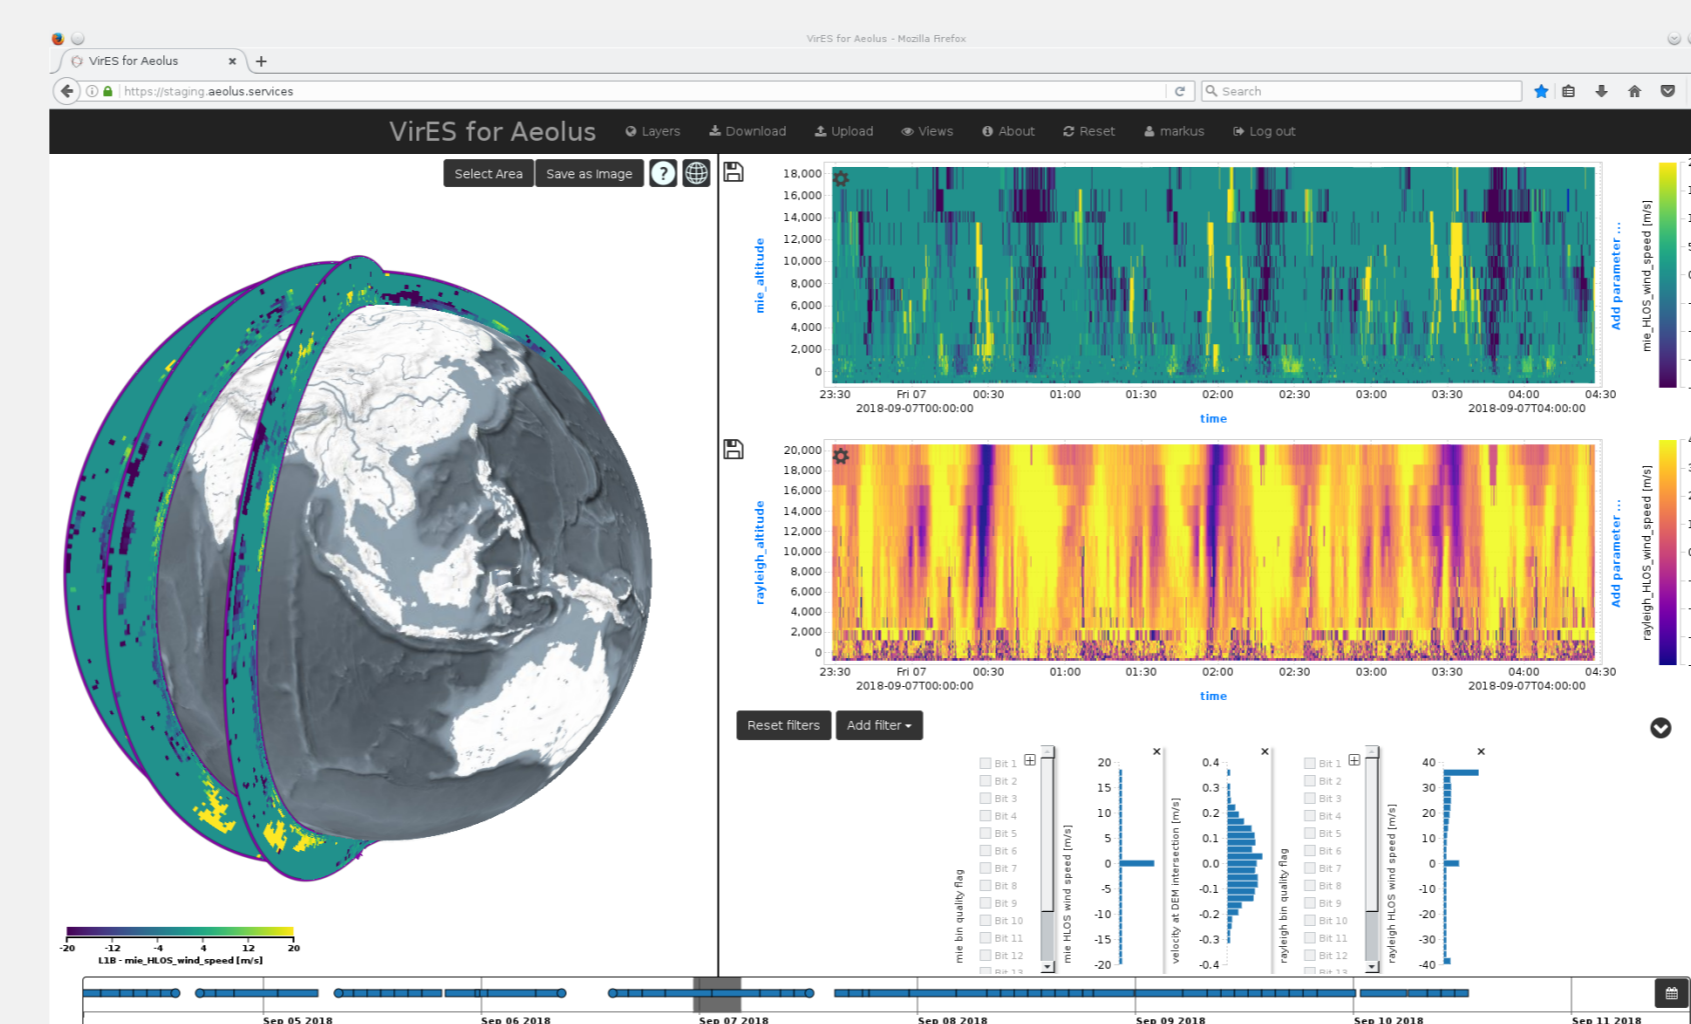 VirES for Aeolus - Mozilla Firefox
VirES for Aeolus
https://staging.aeolus.services
Search
VirES for Aeolus Layers Download Upload Views About Reset markus Log out
Select Area Save as Image ?
18,000
16,000
14,000
12,000
10,000
8,000
6,000
4,000
2,000
0
mie_altitude
Add parameter ...
mie_HLOS_wind_speed [m/s]
23:30 Fri 07 00:30 01:00 01:30 02:00 02:30 03:00 03:30 04:00 04:30
2018-09-07T00:00:00 2018-09-07T04:00:00
time
20,000
18,000
16,000
14,000
12,000
10,000
8,000
6,000
4,000
2,000
0
rayleigh_altitude
Add parameter ...
rayleigh_HLOS_wind_speed [m/s]
23:30 Fri 07 00:30 01:00 01:30 02:00 02:30 03:00 03:30 04:00 04:30
2018-09-07T00:00:00 2018-09-07T04:00:00
time
Reset filters Add filter
mie bin quality flag
Bit 1
Bit 2
Bit 3
Bit 4
Bit 5
Bit 6
Bit 7
Bit 8
Bit 9
Bit 10
Bit 11
Bit 12
Bit 13
mie HLOS wind speed [m/s]
20
15
10
5
0
-5
-10
-15
-20
velocity at DEM intersection [m/s]
0.4
0.3
0.2
0.1
0.0
-0.1
-0.2
-0.3
-0.4
rayleigh bin quality flag
Bit 1
Bit 2
Bit 3
Bit 4
Bit 5
Bit 6
Bit 7
Bit 8
Bit 9
Bit 10
Bit 11
Bit 12
Bit 13
rayleigh HLOS wind speed [m/s]
40
30
20
10
0
-10
-20
-30
-40
-20 -12 -4 4 12 20
L1B - mie_HLOS_wind_speed [m/s]
Sep 05 2018 Sep 06 2018 Sep 07 2018 Sep 08 2018 Sep 09 2018 Sep 10 2018 Sep 11 2018